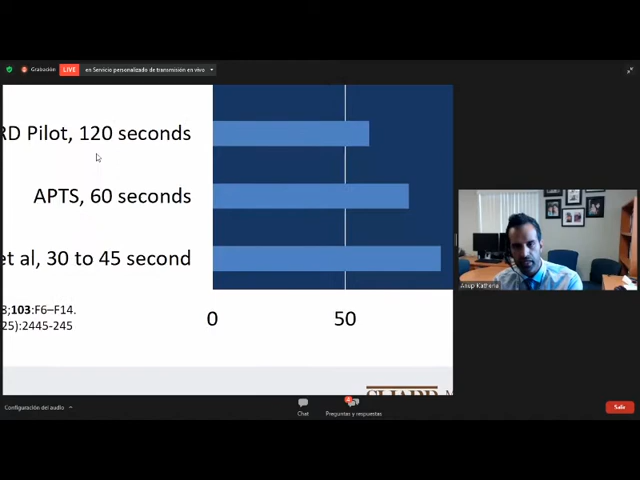 Grabación LIVE en Servicio personalizado de transmisión en vivo
RD Pilot, 120 seconds
APTS, 60 seconds
et al, 30 to 45 second
8;103:F6–F14.
25):2445-245
0 50
Anup Katheria
Configuración del audio
Chat
Preguntas y respuestas
Salir